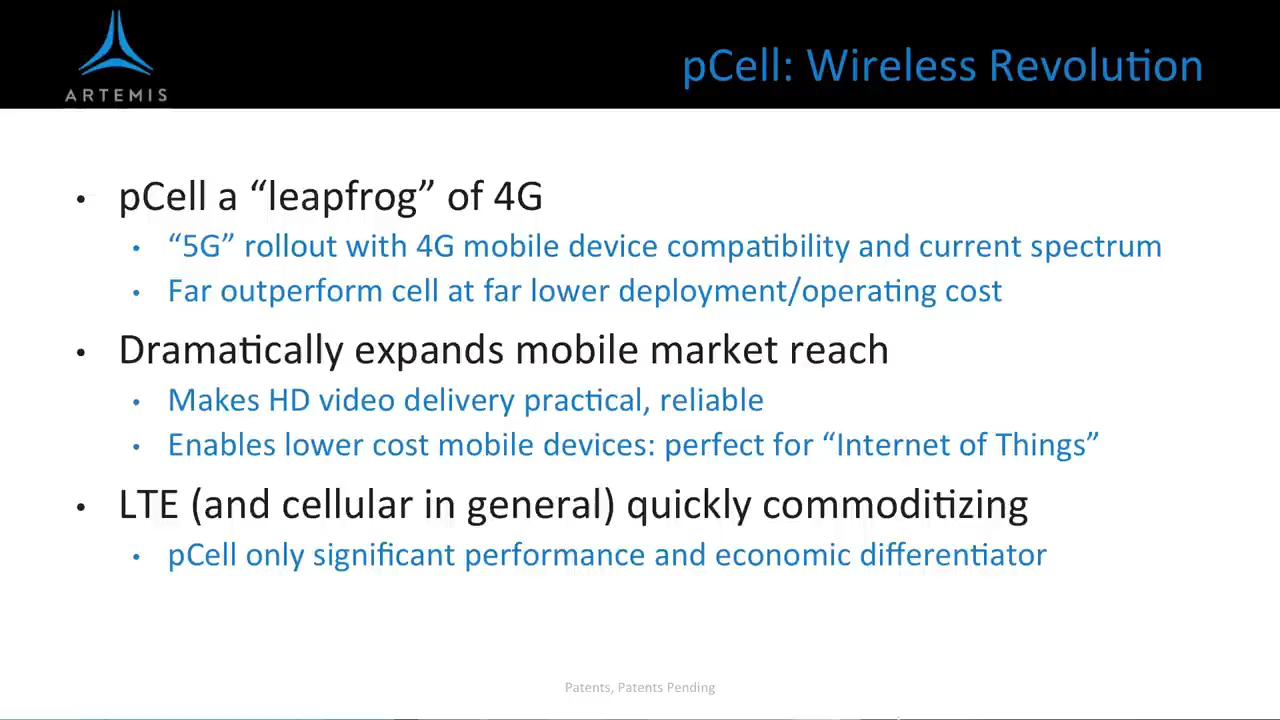 ARTEMIS
pCell: Wireless Revolution
• pCell a “leapfrog” of 4G
• “5G” rollout with 4G mobile device compatibility and current spectrum
• Far outperform cell at far lower deployment/operating cost
• Dramatically expands mobile market reach
• Makes HD video delivery practical, reliable
• Enables lower cost mobile devices: perfect for “Internet of Things”
• LTE (and cellular in general) quickly commoditizing
• pCell only significant performance and economic differentiator
Patents, Patents Pending